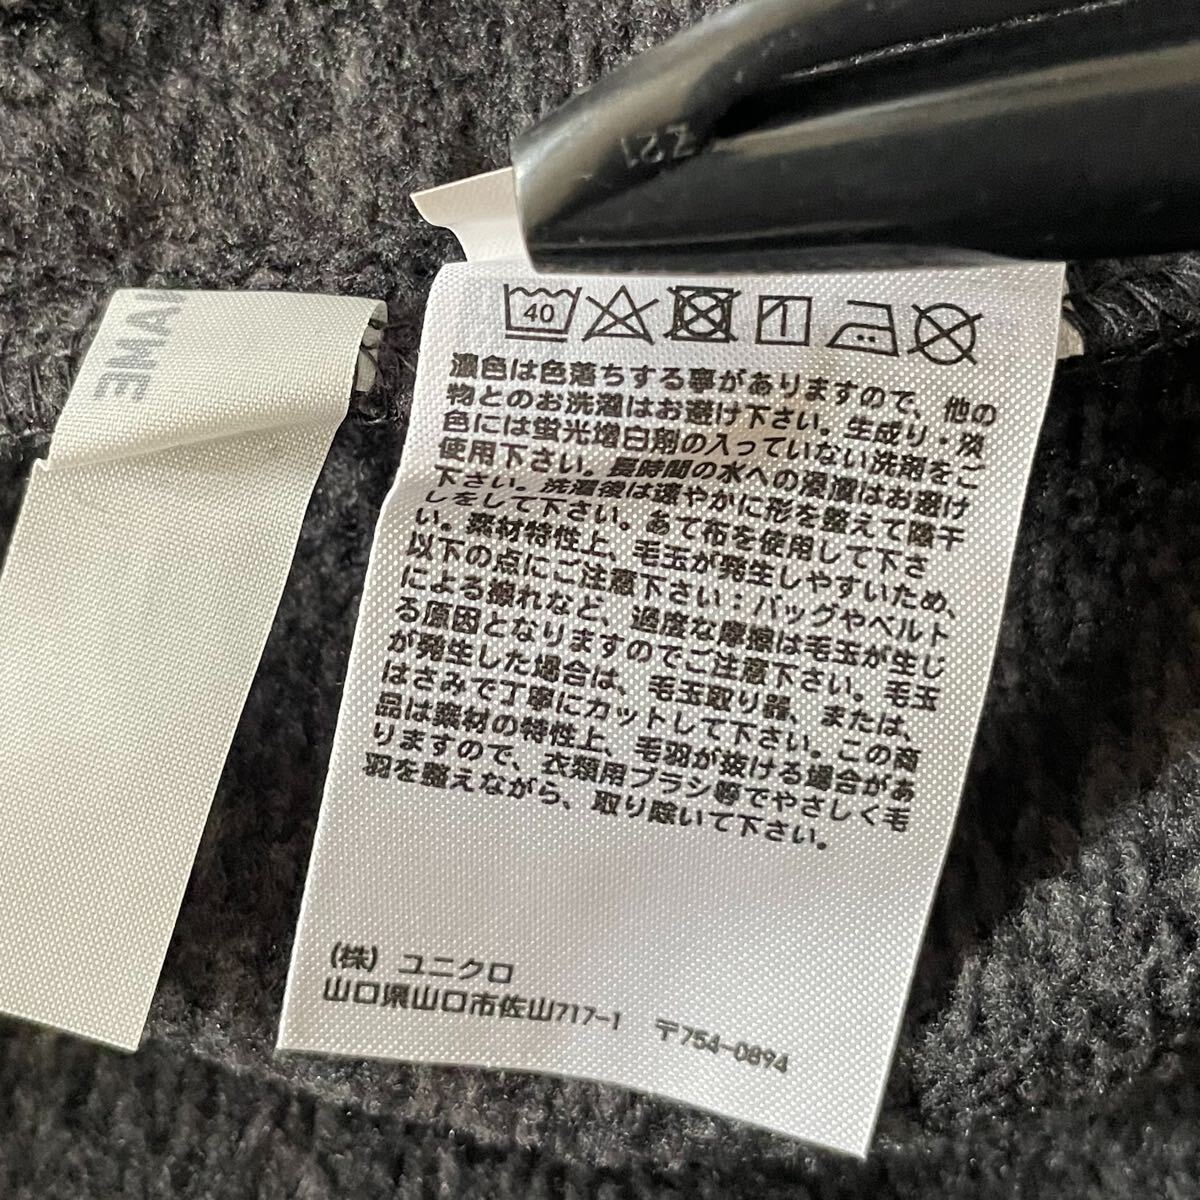 Z21
NAME
40
濃色は色落ちする事がありますので、他の
物とのお洗濯はお避け下さい。生成り・淡
色には蛍光増白剤の入っていない洗剤をご
使用下さい。長時間の水への浸漬はお避け
下さい。洗濯後は速やかに形を整えて陰干
しをして下さい。あて布を使用して下さ
い。素材特性上、毛玉が発生しやすいため、
以下の点にご注意下さい:バッグやベルト
による擦れなど、過度な摩擦は毛玉が生じ
る原因となりますのでご注意下さい。毛玉
が発生した場合は、毛玉取り器、または、
はさみで丁寧にカットして下さい。この商
品は素材の特性上、毛羽が抜ける場合があ
りますので、衣類用ブラシ等でやさしく毛
羽を整えながら、取り除いて下さい。
(株) ユニクロ
山口県山口市佐山717-1 〒754-0894